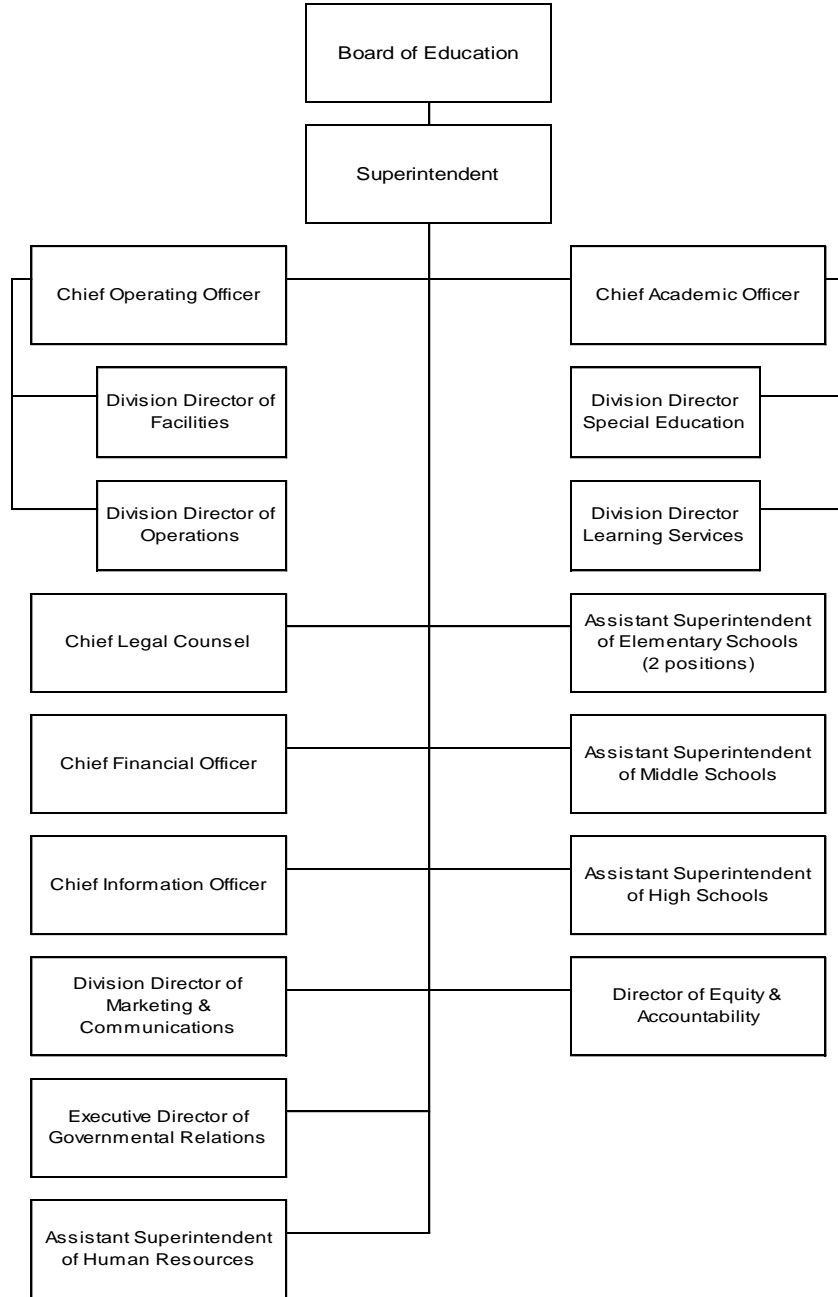 Board of Education
Superintendent
Chief Operating Officer
Chief Academic Officer
Division Director of
Facilities
Division Director
Special Education
Division Director of
Operations
Division Director
Learning Services
Chief Legal Counsel
Assistant Superintendent
of Elementary Schools
(2 positions)
Chief Financial Officer
Assistant Superintendent
of Middle Schools
Chief Information Officer
Assistant Superintendent
of High Schools
Division Director of
Marketing &
Communications
Director of Equity &
Accountability
Executive Director of
Governmental Relations
Assistant Superintendent
of Human Resources